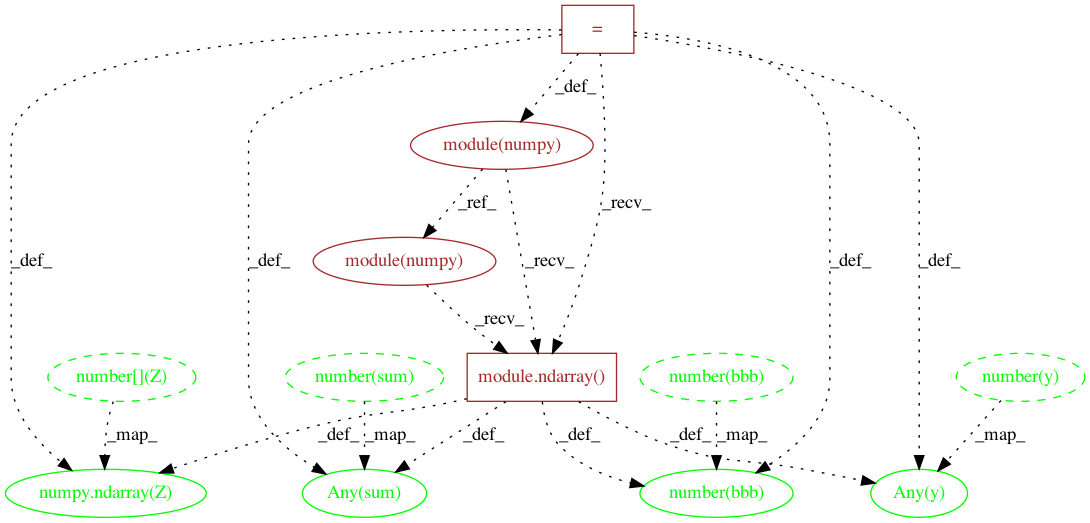 =
_def_
module(numpy)
_ref_
_recv_
_def_
_def_
module(numpy)
_recv_
_def_
_def_
_recv_
number[](Z)
number(sum)
module.ndarray()
number(bbb)
number(y)
_map_
_def_
_map_
_def_
_def_
_def_
_map_
_map_
numpy.ndarray(Z)
Any(sum)
number(bbb)
Any(y)